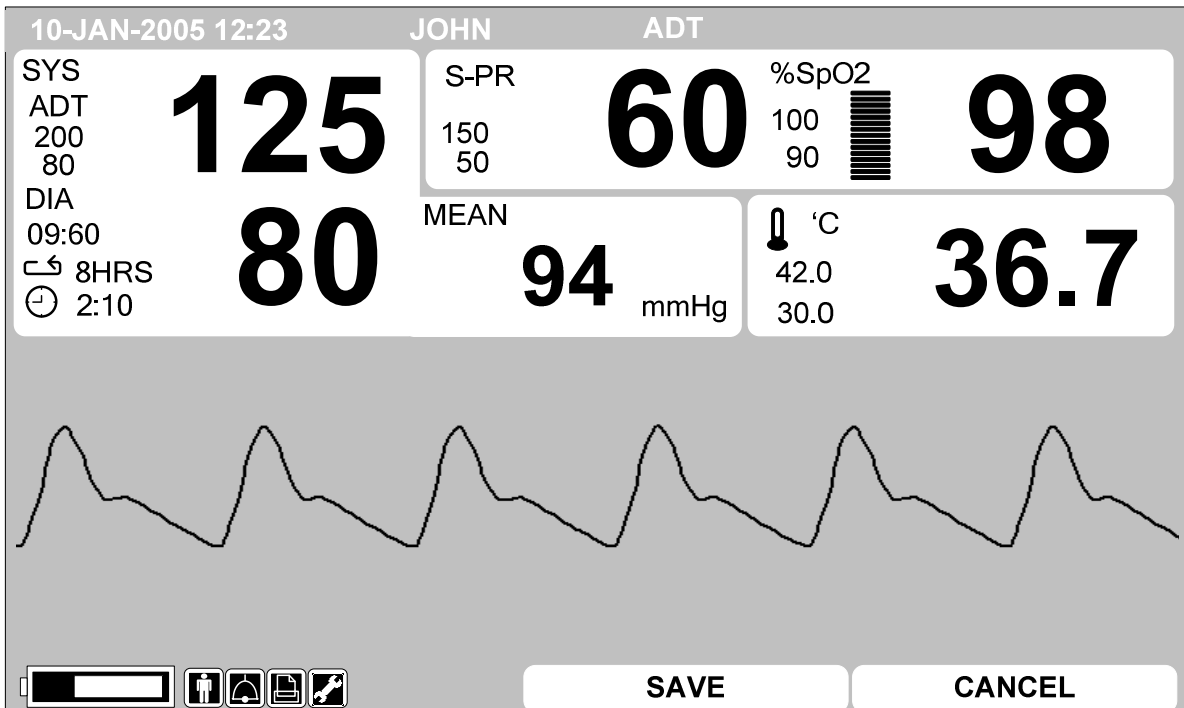 10-JAN-2005 12:23 JOHN ADT
SYS
ADT
200
80
125
DIA
09:60
8HRS
2:10
80
S-PR
150
50
60
%SpO2
100
90
98
MEAN
94
mmHg
‘C
42.0
30.0
36.7
SAVE
CANCEL